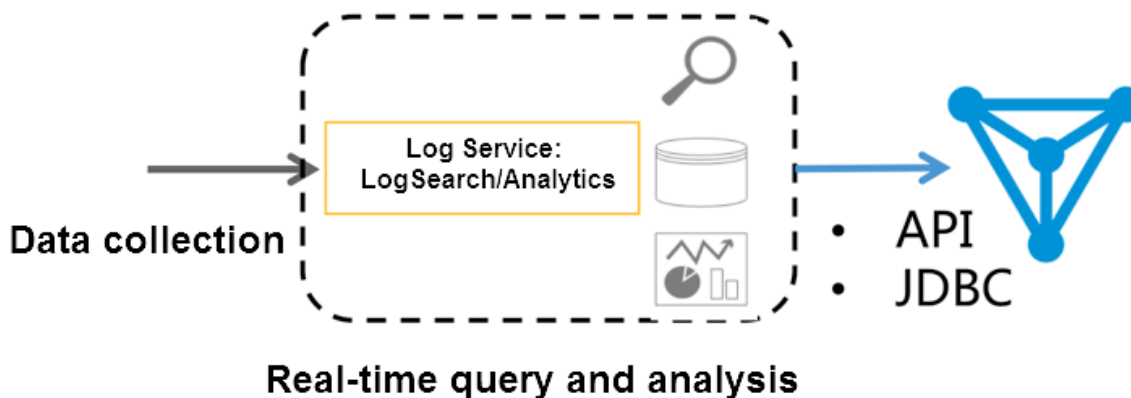 Log Service:
LogSearch/Analytics
Data collection
• API
• JDBC
Real-time query and analysis